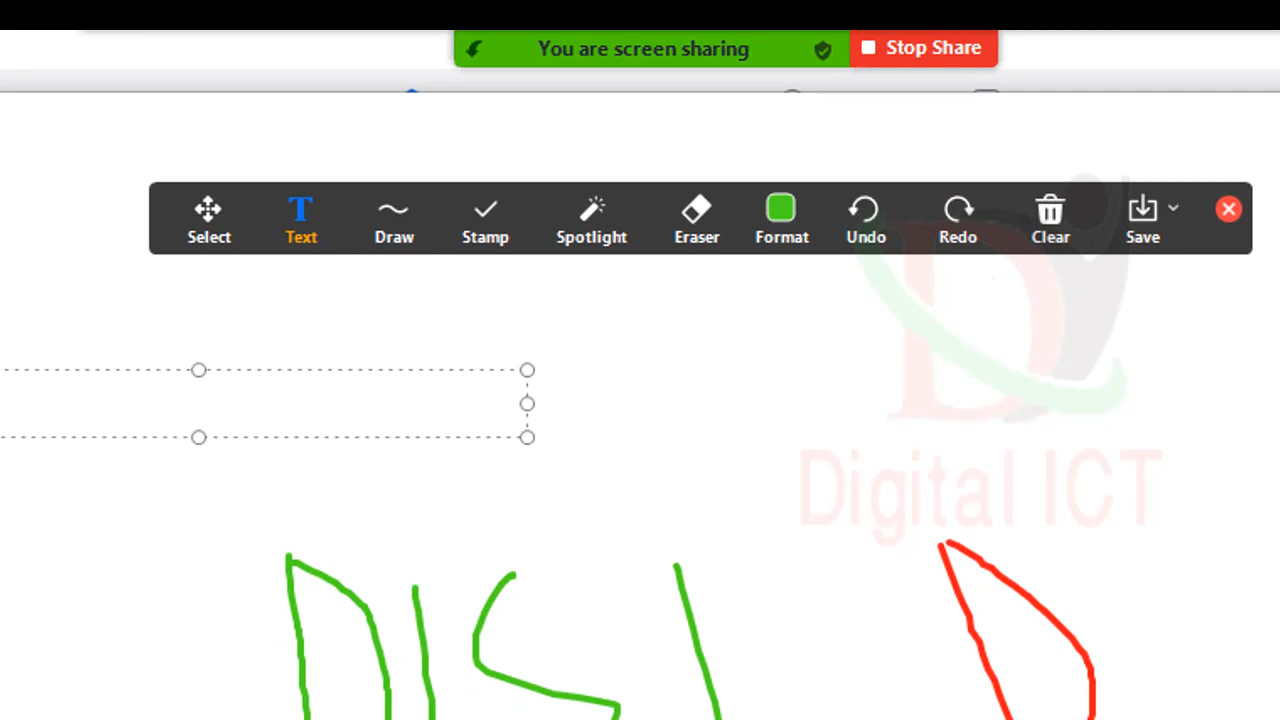 You are screen sharing Stop Share
Select Text Draw Stamp Spotlight Eraser Format Undo Redo Clear Save
Digital ICT